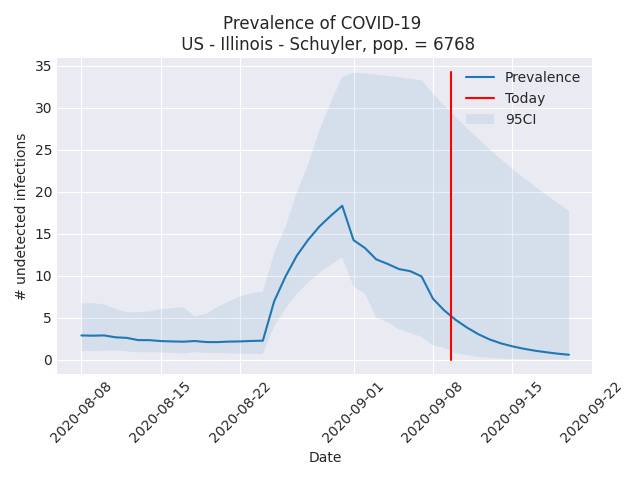 Prevalence of COVID-19
US - Illinois - Schuyler, pop. = 6768
35
30
25
20
15
10
5
0
# undetected infections
Prevalence
Today
95CI
2020-08-08
2020-08-15
2020-08-22
2020-09-01
2020-09-08
2020-09-15
2020-09-22
Date